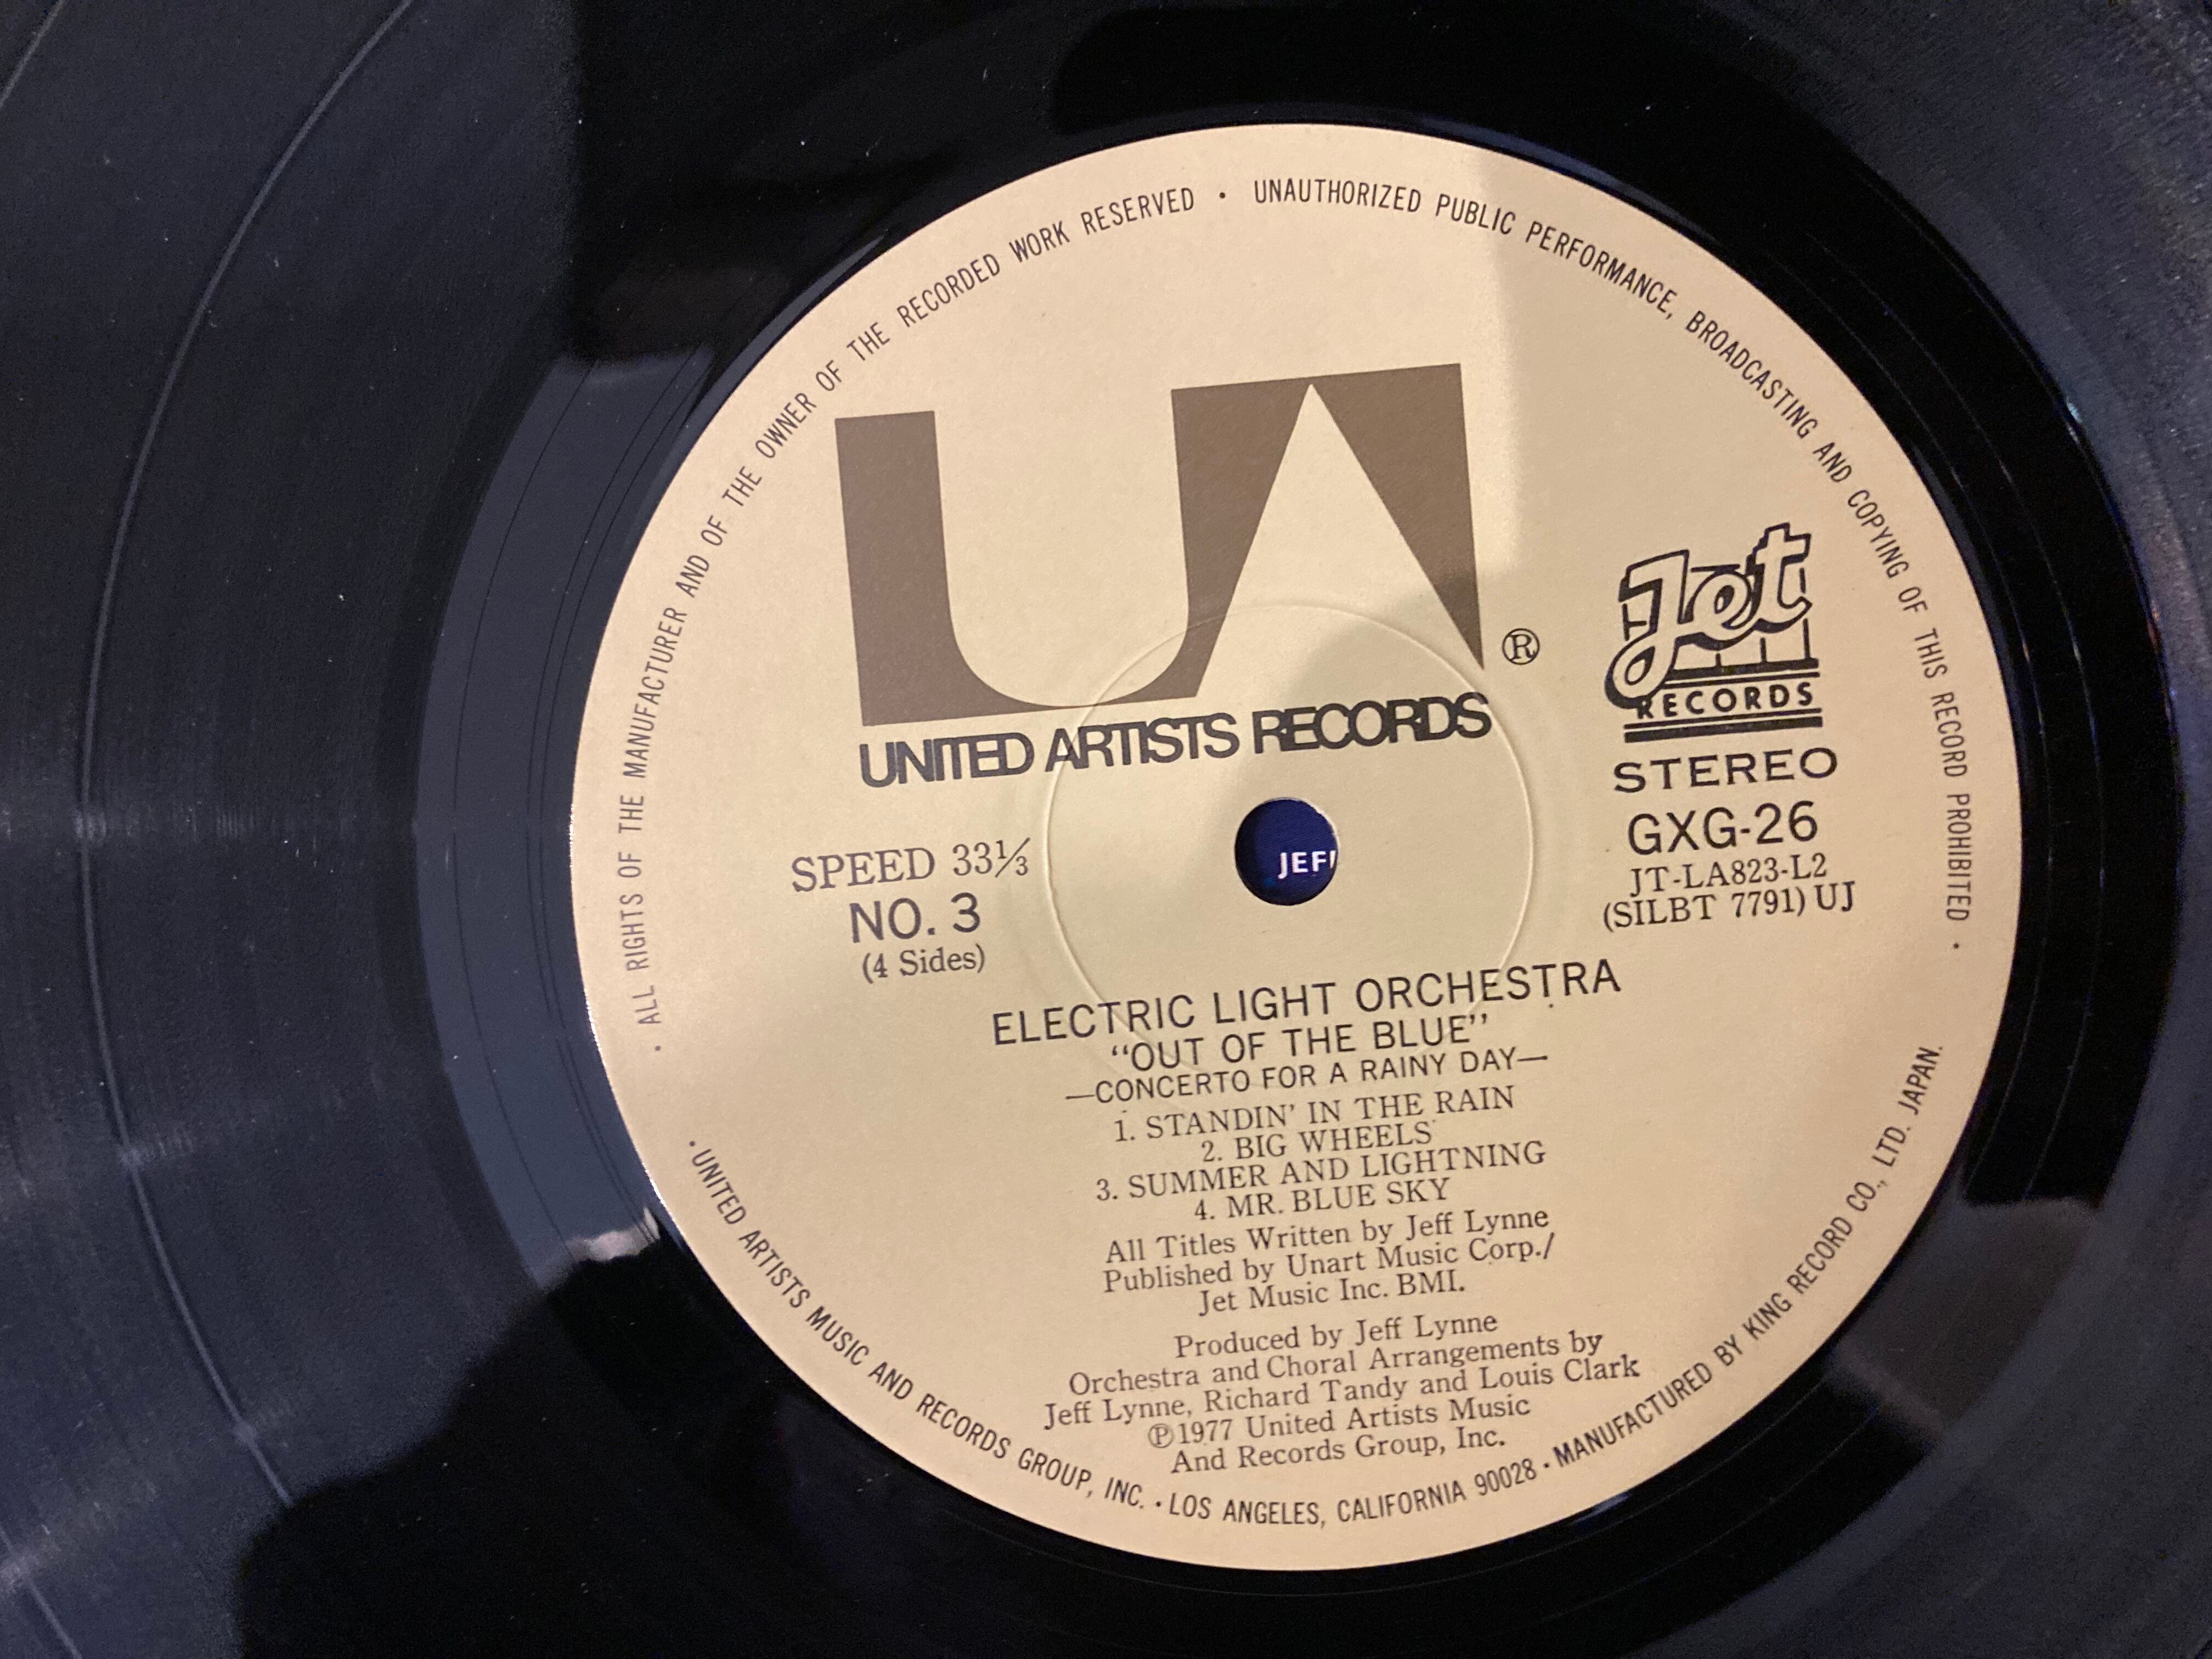 • ALL RIGHTS OF THE MANUFACTURER AND OF THE OWNER OF THE RECORDED WORK RESERVED • UNAUTHORIZED PUBLIC PERFORMANCE, BROADCASTING AND COPYING OF THIS RECORD PROHIBITED •
UA
®
UNITED ARTISTS RECORDS
Jet
RECORDS
STEREO
GXG-26
JT-LA823-L2
(SILBT 7791) UJ
SPEED 33⅓
NO. 3
(4 Sides)
JEF
ELECTRIC LIGHT ORCHESTRA
“OUT OF THE BLUE”
—CONCERTO FOR A RAINY DAY—
1. STANDIN’ IN THE RAIN
2. BIG WHEELS
3. SUMMER AND LIGHTNING
4. MR. BLUE SKY
All Titles Written by Jeff Lynne
Published by Unart Music Corp./
Jet Music Inc. BMI.
Produced by Jeff Lynne
Orchestra and Choral Arrangements by
Jeff Lynne, Richard Tandy and Louis Clark
℗1977 United Artists Music
And Records Group, Inc.
• UNITED ARTISTS MUSIC AND RECORDS GROUP, INC. • LOS ANGELES, CALIFORNIA 90028 • MANUFACTURED BY KING RECORD CO., LTD. JAPAN.